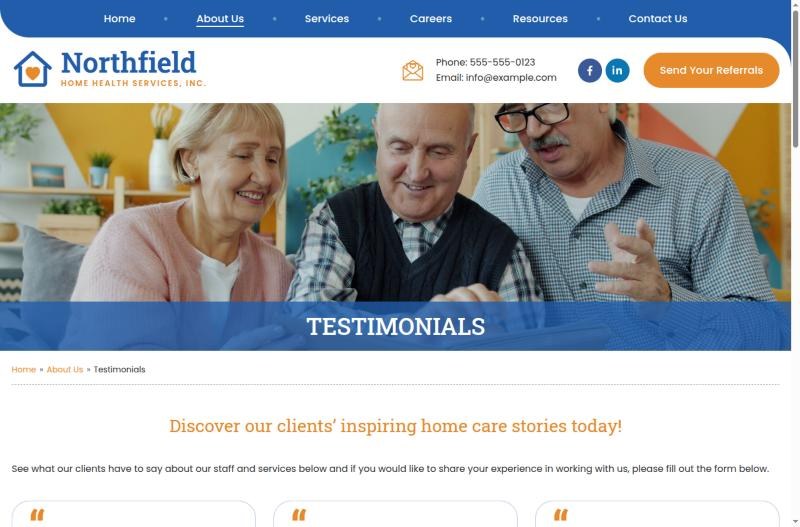 Home • About Us • Services • Careers • Resources • Contact Us
Northfield
HOME HEALTH SERVICES, INC.
Phone: 555-555-0123
Email: info@example.com
f in
Send Your Referrals
TESTIMONIALS
Home » About Us » Testimonials
Discover our clients’ inspiring home care stories today!
See what our clients have to say about our staff and services below and if you would like to share your experience in working with us, please fill out the form below.
“ “ “